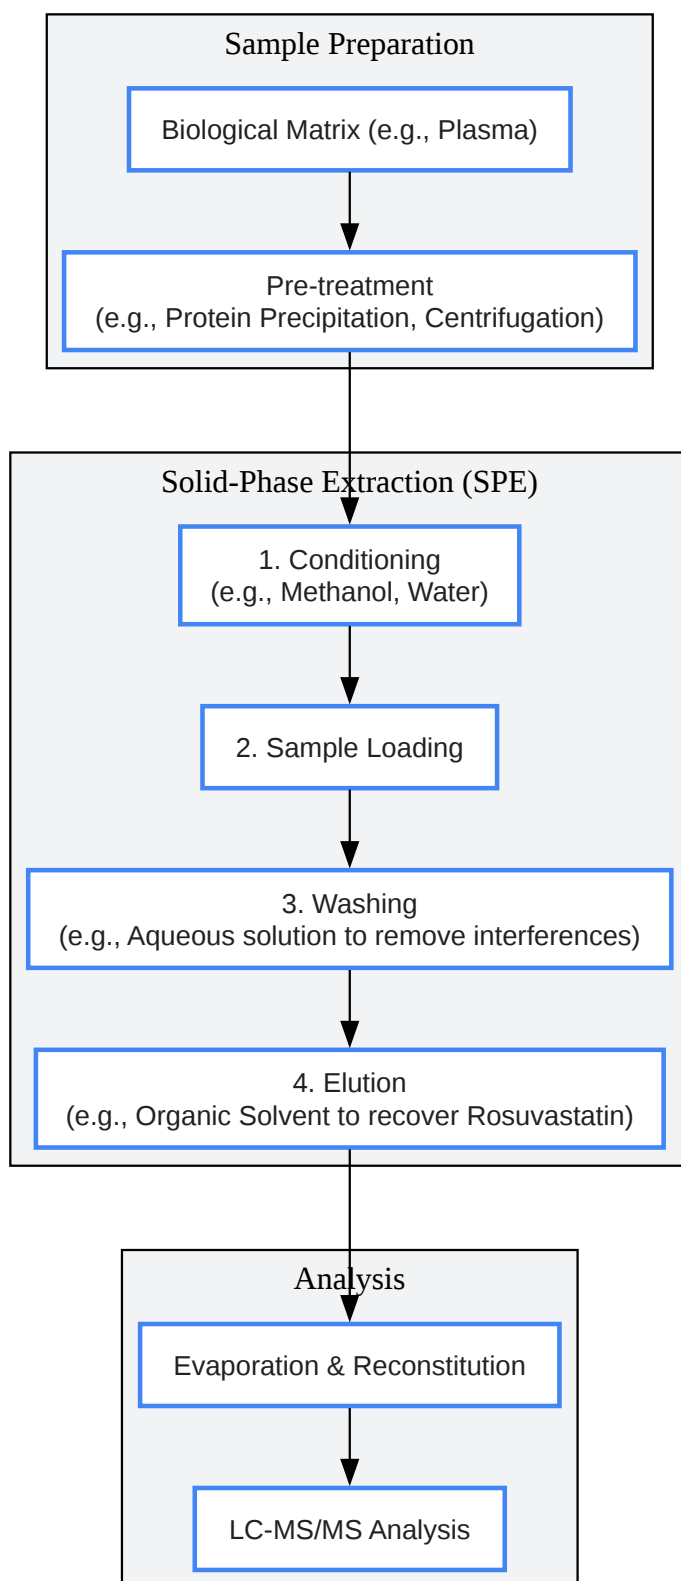 Sample Preparation
Biological Matrix (e.g., Plasma)
Pre-treatment
(e.g., Protein Precipitation, Centrifugation)
Solid-Phase Extraction (SPE)
1. Conditioning
(e.g., Methanol, Water)
2. Sample Loading
3. Washing
(e.g., Aqueous solution to remove interferences)
4. Elution
(e.g., Organic Solvent to recover Rosuvastatin)
Analysis
Evaporation & Reconstitution
LC-MS/MS Analysis